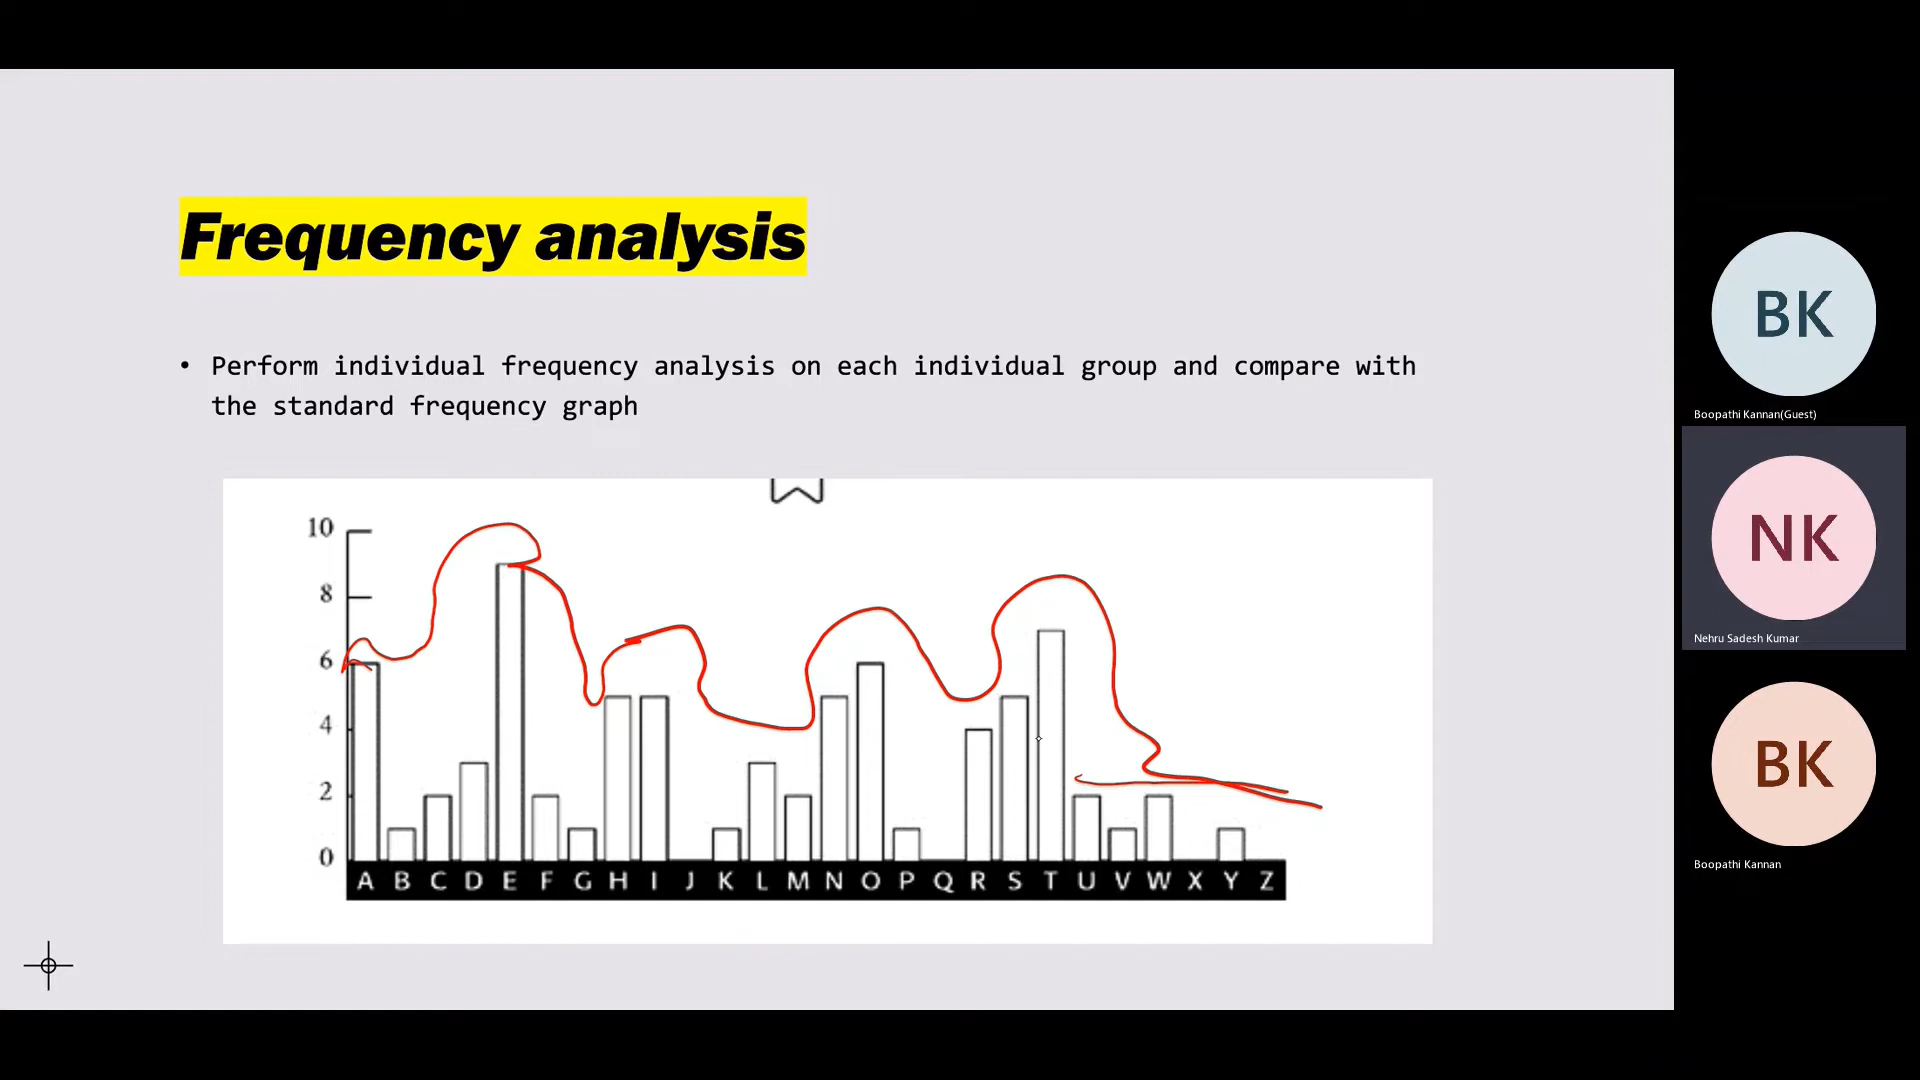 Frequency analysis
• Perform individual frequency analysis on each individual group and compare with
the standard frequency graph
10
8
6
4
2
0
A B C D E F G H I J K L M N O P Q R S T U V W X Y Z
BK
Boopathi Kannan(Guest)
NK
Nehru Sadesh Kumar
BK
Boopathi Kannan